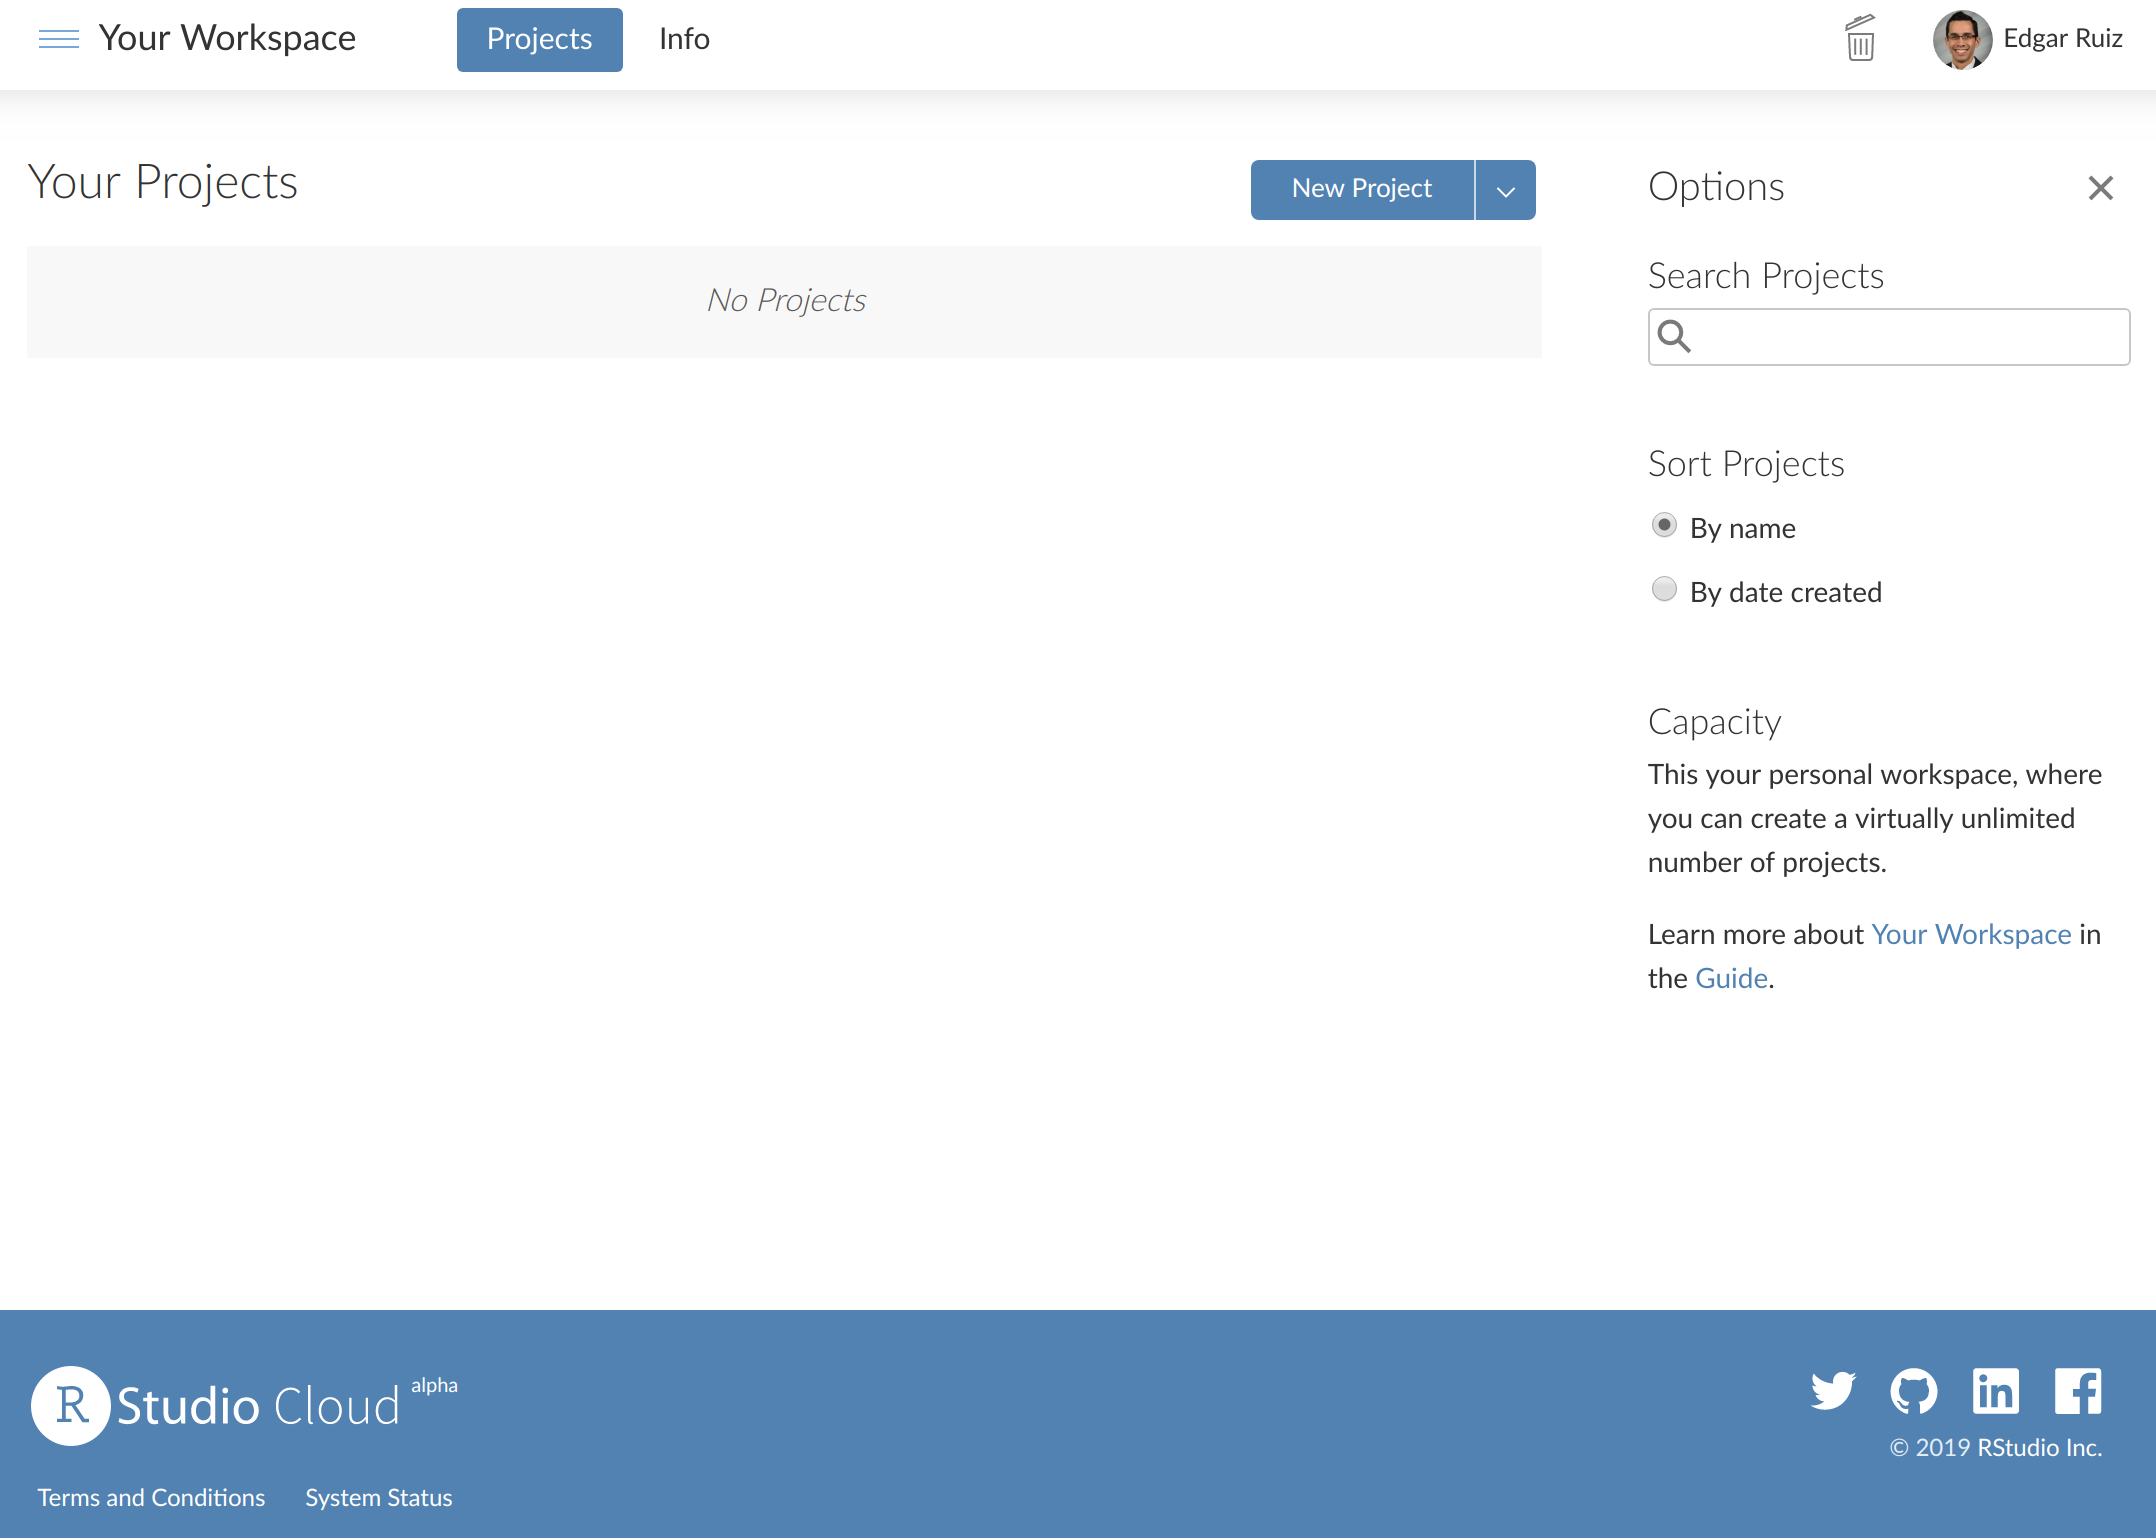 Your Workspace
Projects
Info
Edgar Ruiz
Your Projects
New Project
No Projects
Options
Search Projects
Sort Projects
By name
By date created
Capacity
This your personal workspace, where
you can create a virtually unlimited
number of projects.
Learn more about Your Workspace in
the Guide.
R Studio Cloud alpha
© 2019 RStudio Inc.
Terms and Conditions
System Status